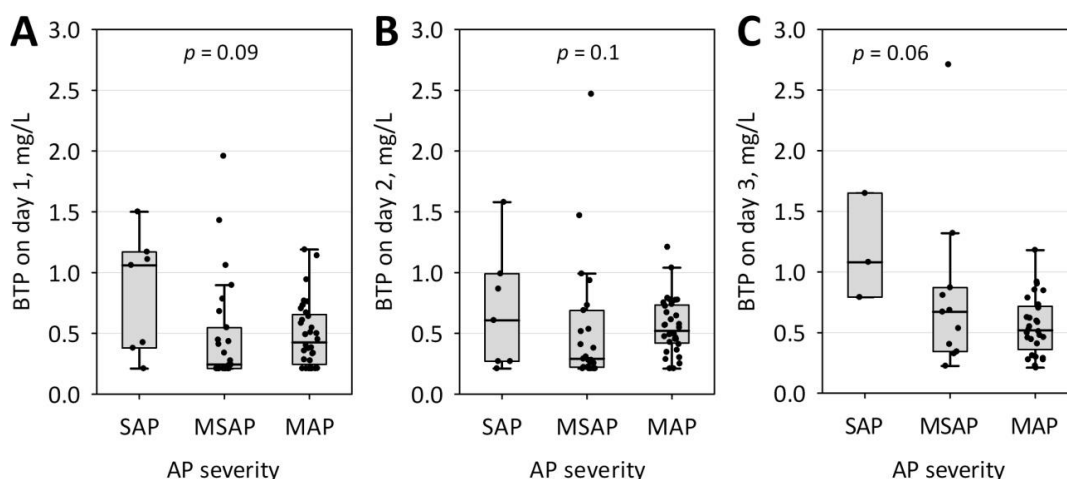 A
p = 0.09
BTP on day 1, mg/L
3.0
2.5
2.0
1.5
1.0
0.5
0.0
SAP MSAP MAP
AP severity
B
p = 0.1
BTP on day 2, mg/L
3.0
2.5
2.0
1.5
1.0
0.5
0.0
SAP MSAP MAP
AP severity
C
p = 0.06
BTP on day 3, mg/L
3.0
2.5
2.0
1.5
1.0
0.5
0.0
SAP MSAP MAP
AP severity